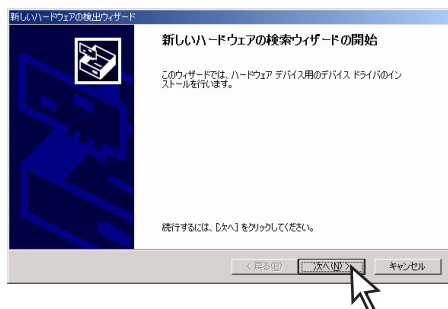 新しいハードウェアの検出ウィザード
新しいハードウェアの検索ウィザードの開始
このウィザードでは、ハードウェア デバイス用のデバイス ドライバのイン
ストールを行います。
続行するには、[次へ] をクリックしてください。
< 戻る(B) 次へ(N) > キャンセル